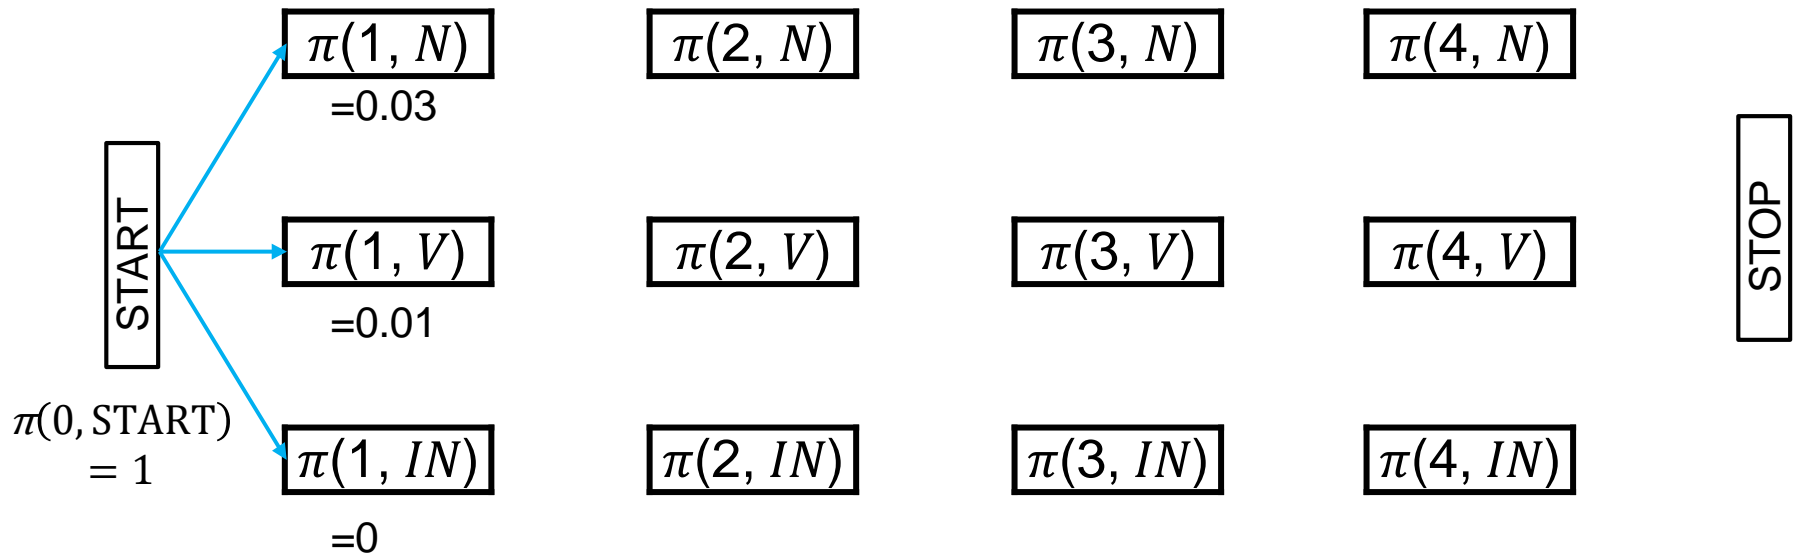 π(1, N) π(2, N) π(3, N) π(4, N)
=0.03
START
π(1, V) π(2, V) π(3, V) π(4, V)
STOP
=0.01
π(0, START)
= 1
π(1, IN) π(2, IN) π(3, IN) π(4, IN)
=0